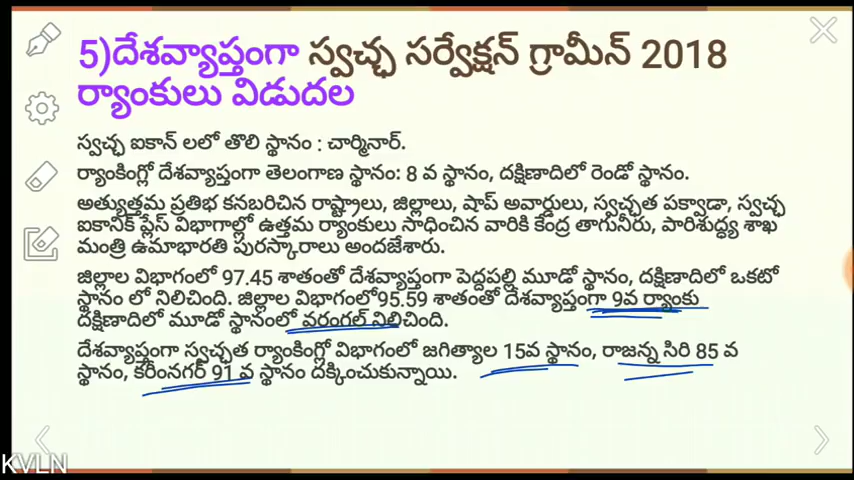 5)దేశవ్యాప్తంగా స్వచ్ఛ సర్వేక్షన్ గ్రామీన్ 2018
ర్యాంకులు విడుదల
స్వచ్ఛ ఐకాన్ లలో తొలి స్థానం : చార్మినార్.
ర్యాంకింగ్లో దేశవ్యాప్తంగా తెలంగాణ స్థానం: 8 వ స్థానం, దక్షిణాదిలో రెండో స్థానం.
అత్యుత్తమ ప్రతిభ కనబరిచిన రాష్ట్రాలు, జిల్లాలు, షాప్ అవార్డులు, స్వచ్ఛత పక్వాడా, స్వచ్ఛ
ఐకానిక్ ప్లేస్ విభాగాల్లో ఉత్తమ ర్యాంకులు సాధించిన వారికి కేంద్ర తాగునీరు, పారిశుద్ధ్య శాఖ
మంత్రి ఉమాభారతి పురస్కారాలు అందజేశారు.
జిల్లాల విభాగంలో 97.45 శాతంతో దేశవ్యాప్తంగా పెద్దపల్లి మూడో స్థానం, దక్షిణాదిలో ఒకటో
స్థానం లో నిలిచింది. జిల్లాల విభాగంలో95.59 శాతంతో దేశవ్యాప్తంగా 9వ ర్యాంకు
దక్షిణాదిలో మూడో స్థానంలో వరంగల్ నిలిచింది.
దేశవ్యాప్తంగా స్వచ్ఛత ర్యాంకింగ్లో విభాగంలో జగిత్యాల 15వ స్థానం, రాజన్న సిరి 85 వ
స్థానం, కరీంనగర్ 91 వ స్థానం దక్కించుకున్నాయి.
KVLN